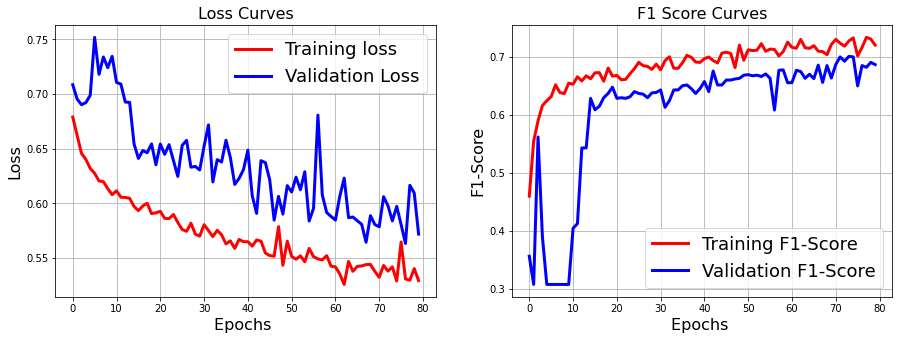 Loss Curves
0.75
0.70
0.65
0.60
0.55
Loss
Training loss
Validation Loss
0 10 20 30 40 50 60 70 80
Epochs
F1 Score Curves
0.7
0.6
0.5
0.4
0.3
F1-Score
Training F1-Score
Validation F1-Score
0 10 20 30 40 50 60 70 80
Epochs